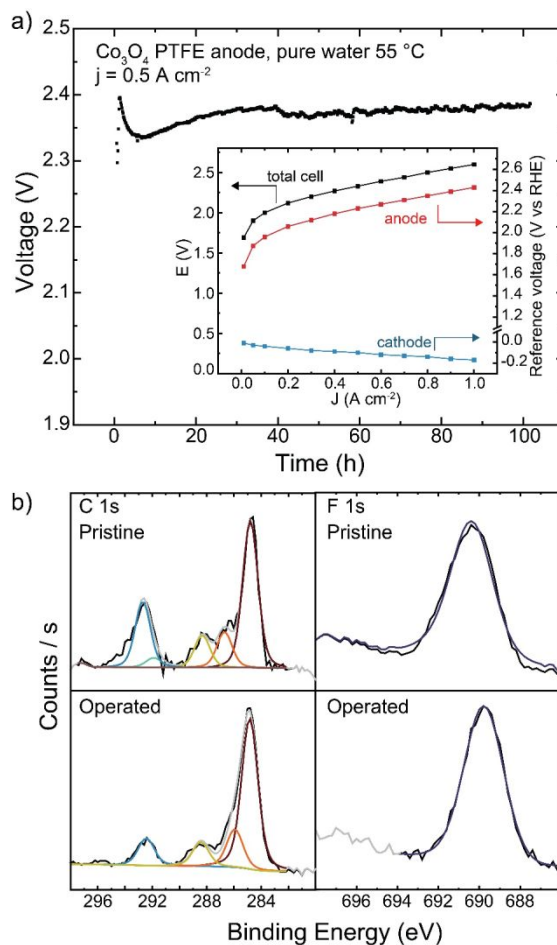 a)
Co₃O₄ PTFE anode, pure water 55 °C
j = 0.5 A cm⁻²
Voltage (V)
2.5
2.4
2.3
2.2
2.1
2.0
1.9
0 20 40 60 80 100
Time (h)
total cell
anode
cathode
E (V)
2.5
2.0
1.5
1.0
0.5
0.0
Reference voltage (V vs RHE)
2.6
2.4
2.2
2.0
1.8
1.6
1.4
1.2
0.0
-0.2
0.0 0.2 0.4 0.6 0.8 1.0
J (A cm⁻²)
b)
C 1s
Pristine
F 1s
Pristine
Operated
Operated
Counts / s
296 292 288 284
696 692 690 688
Binding Energy (eV)